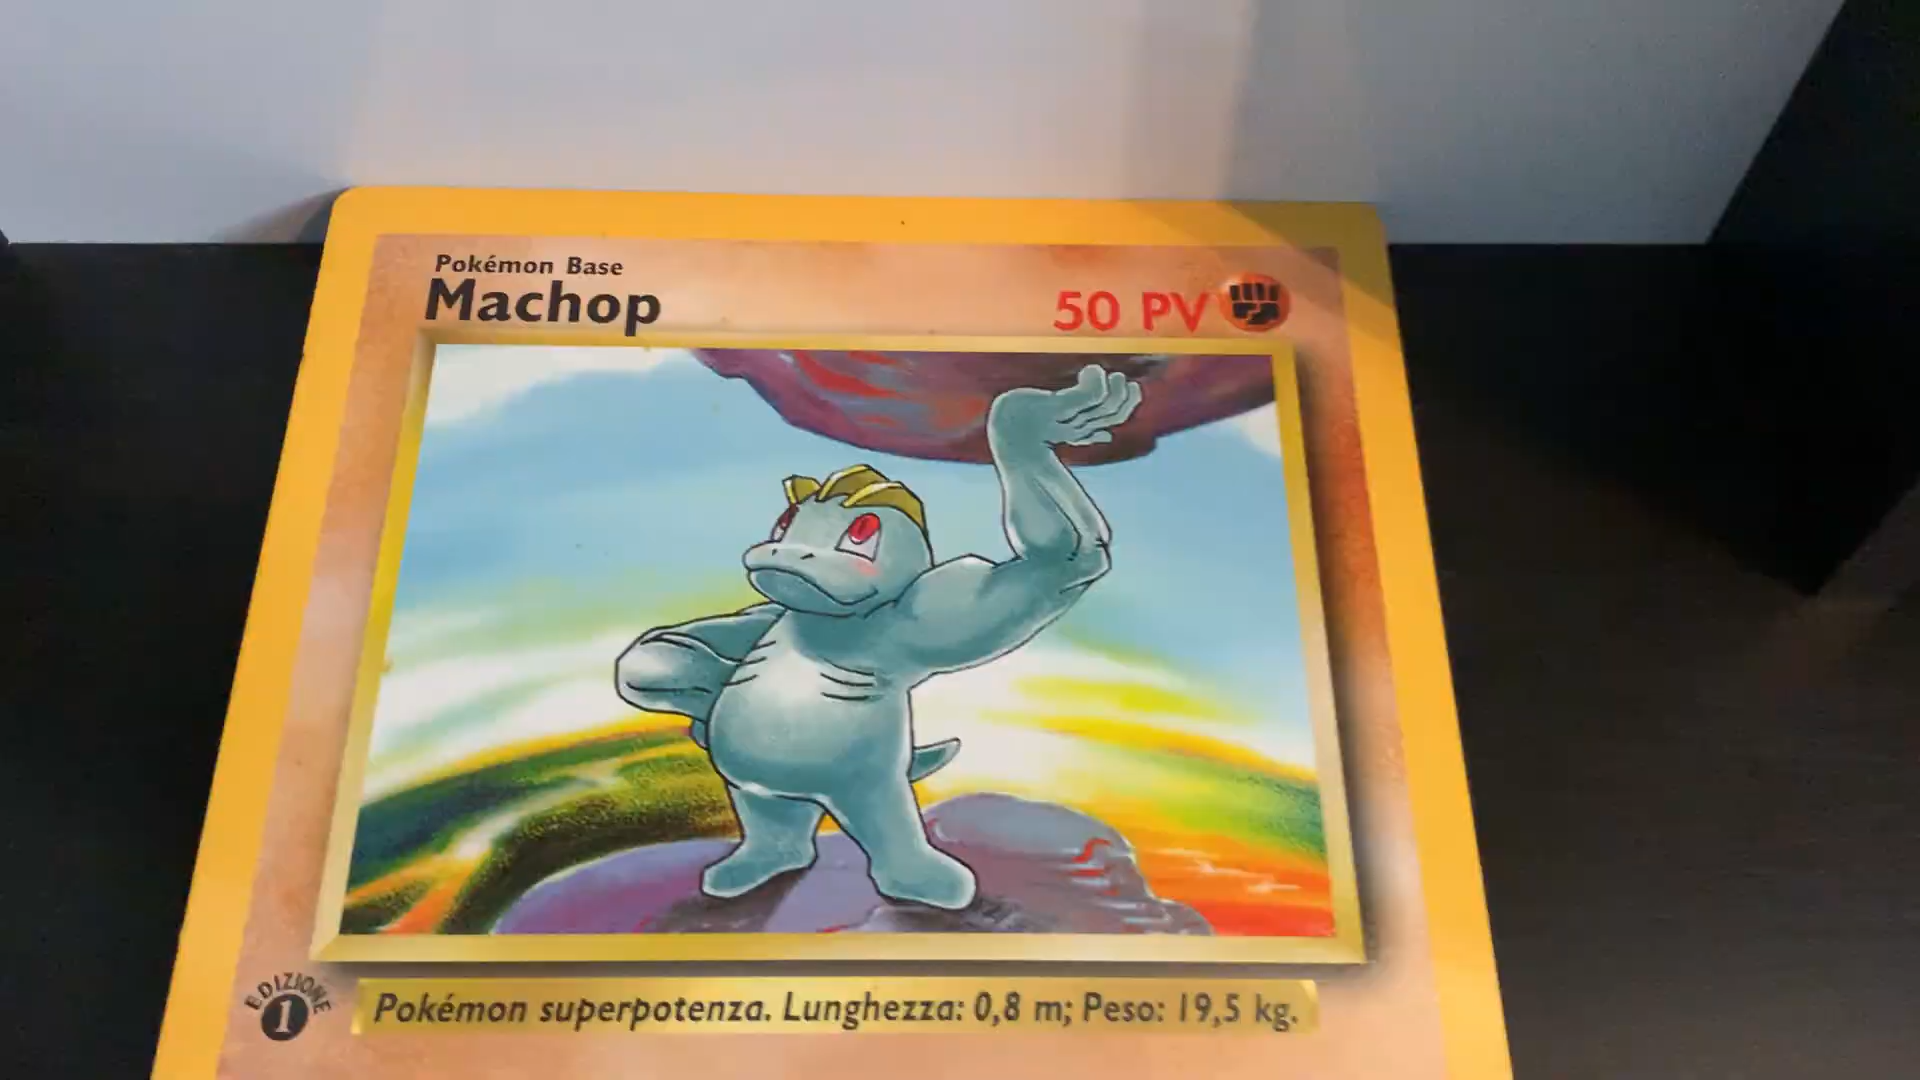 Pokémon Base
Machop
50 PV
EDIZIONE
1
Pokémon superpotenza. Lunghezza: 0,8 m; Peso: 19,5 kg.